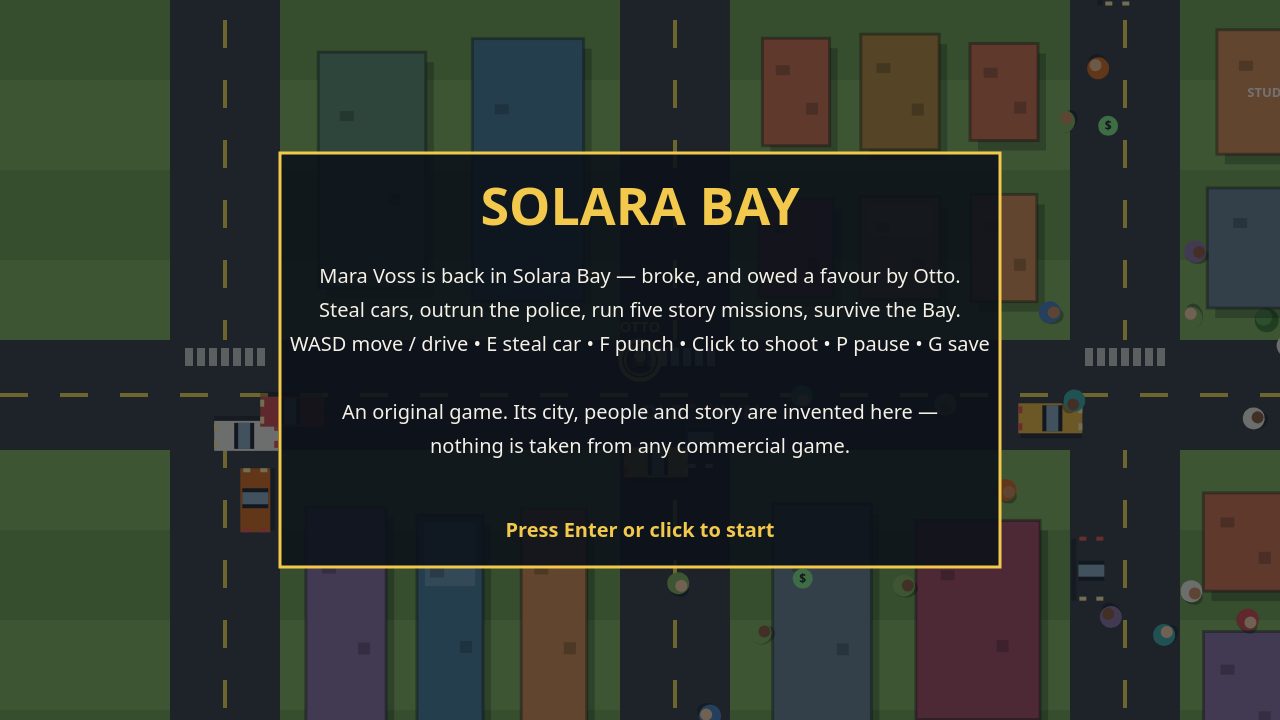 STUD
SOLARA BAY
Mara Voss is back in Solara Bay — broke, and owed a favour by Otto.
Steal cars, outrun the police, run five story missions, survive the Bay.
OTTO
WASD move / drive • E steal car • F punch • Click to shoot • P pause • G save
An original game. Its city, people and story are invented here —
nothing is taken from any commercial game.
Press Enter or click to start
$
$